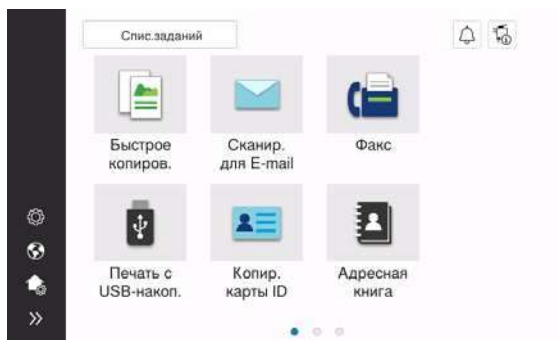 Спис.заданий
Быстрое
копиров.
Сканир.
для E-mail
Факс
Печать с
USB-накоп.
Копир.
карты ID
Адресная
книга